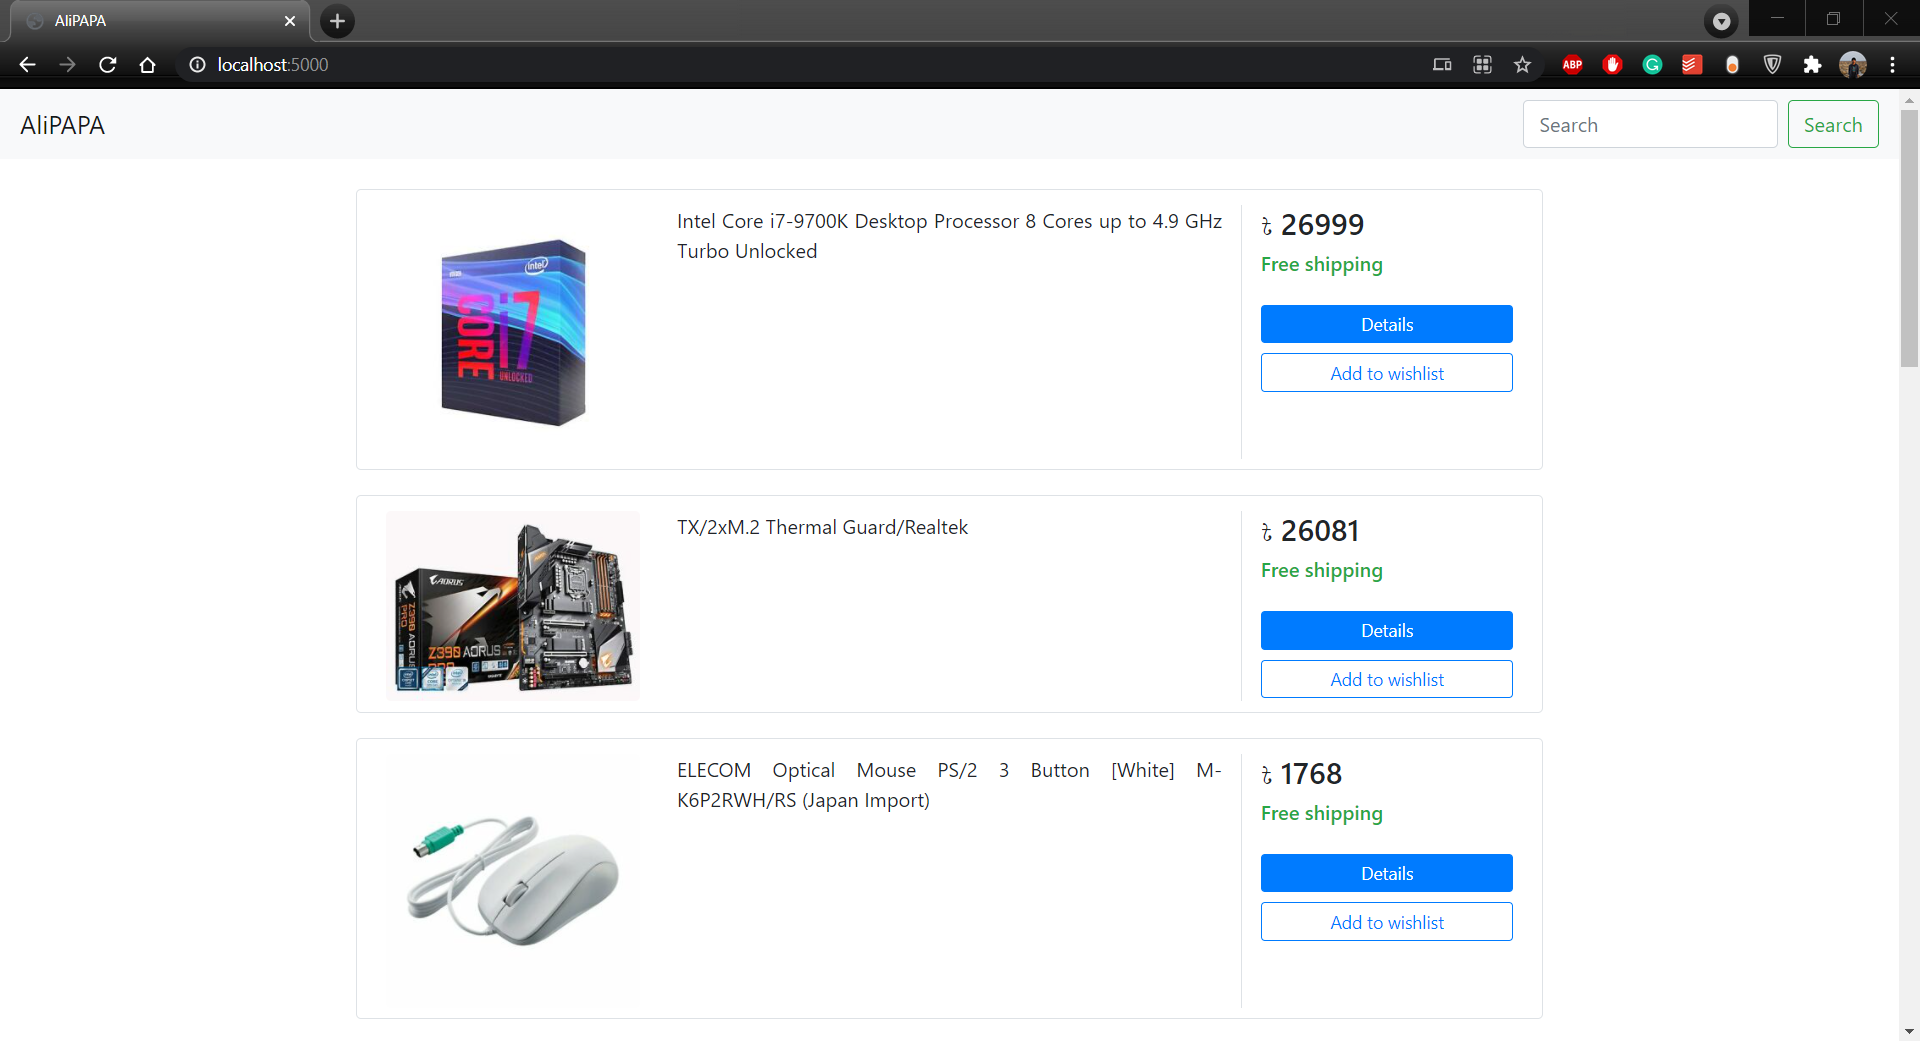 AliPAPA
localhost:5000
ABP
AliPAPA
Search
Search
Intel Core i7-9700K Desktop Processor 8 Cores up to 4.9 GHz
Turbo Unlocked
intel
CORE i7
UNLOCKED
৳ 26999
Free shipping
Details
Add to wishlist
TX/2xM.2 Thermal Guard/Realtek
AORUS
Z390 AORUS
PRO
Z390 AORUS
৳ 26081
Free shipping
Details
Add to wishlist
ELECOM Optical Mouse PS/2 3 Button [White] M-
K6P2RWH/RS (Japan Import)
৳ 1768
Free shipping
Details
Add to wishlist